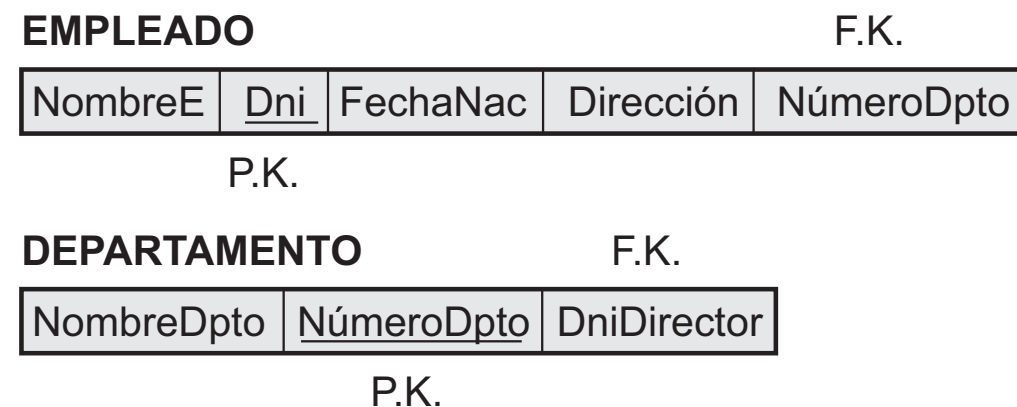 EMPLEADO F.K.
NombreE Dni FechaNac Dirección NúmeroDpto
P.K.
DEPARTAMENTO F.K.
NombreDpto NúmeroDpto DniDirector
P.K.